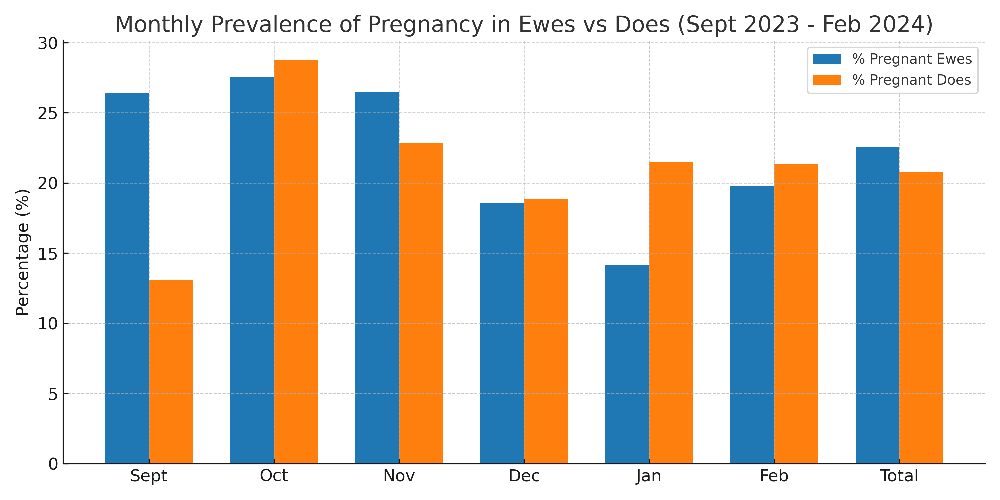 Monthly Prevalence of Pregnancy in Ewes vs Does (Sept 2023 - Feb 2024)
% Pregnant Ewes
% Pregnant Does
Percentage (%)
30
25
20
15
10
5
0
Sept Oct Nov Dec Jan Feb Total